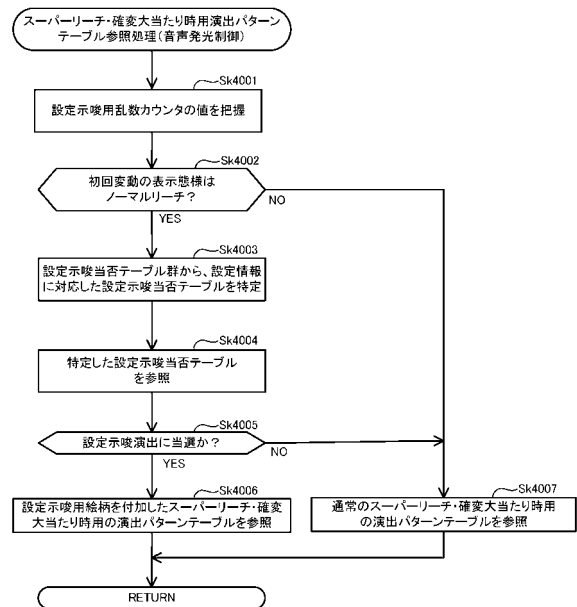 スーパーリーチ・確変大当たり時用演出パターン
テーブル参照処理(音声発光制御)
Sk4001
設定示唆用乱数カウンタの値を把握
Sk4002
初回変動の表示態様は
ノーマルリーチ?
NO
YES
Sk4003
設定示唆当否テーブル群から、設定情報
に対応した設定示唆当否テーブルを特定
Sk4004
特定した設定示唆当否テーブル
を参照
Sk4005
設定示唆演出に当選か?
NO
YES
Sk4006
設定示唆用絵柄を付加したスーパーリーチ・確変
大当たり時用の演出パターンテーブルを参照
Sk4007
通常のスーパーリーチ・確変大当たり時用
の演出パターンテーブルを参照
RETURN